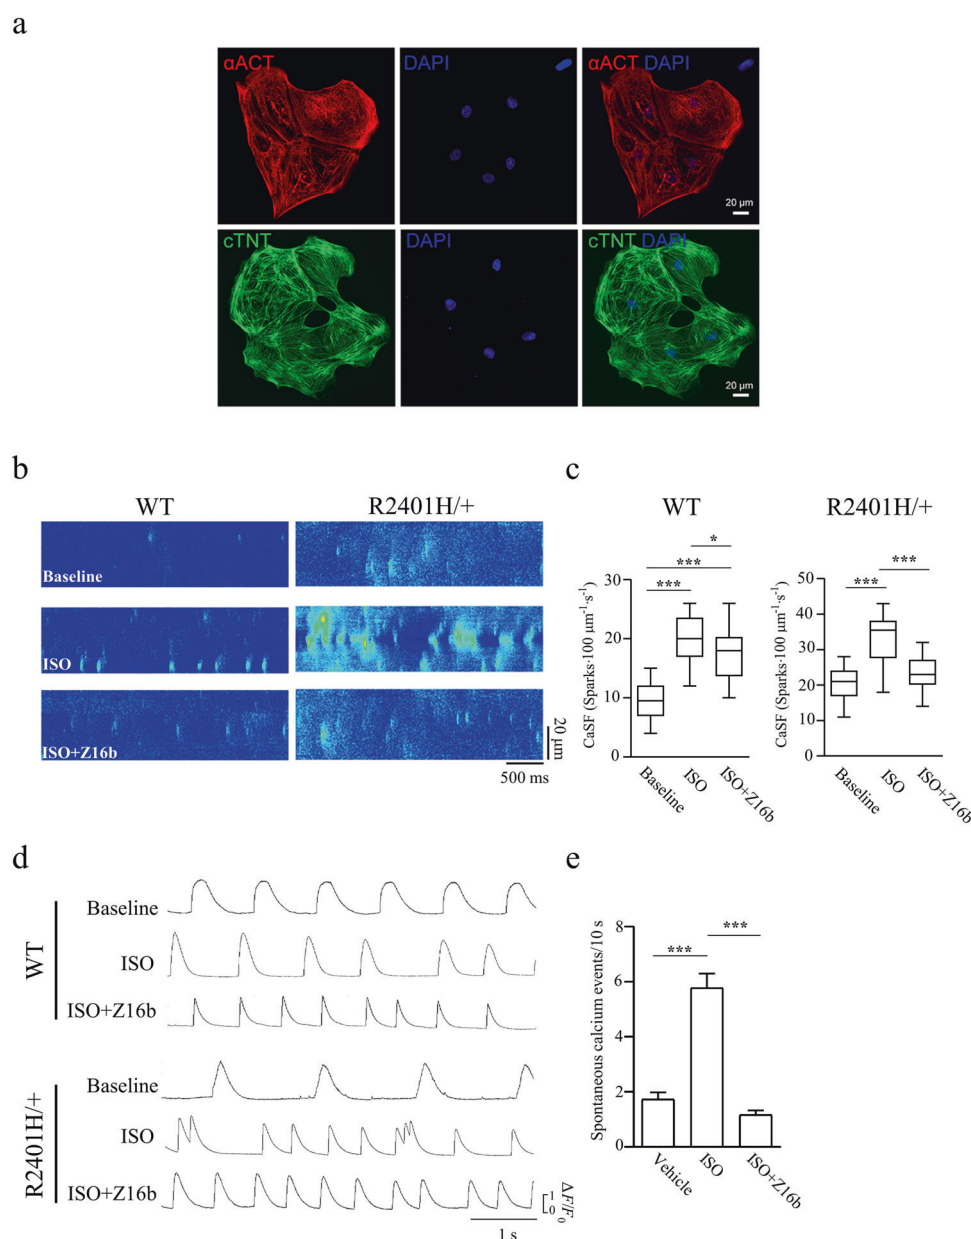 a
αACT
DAPI
αACT DAPI
20 µm
cTNT
DAPI
cTNT DAPI
20 µm
b
WT
R2401H/+
Baseline
ISO
ISO+Z16b
20 µm
500 ms
c
WT
R2401H/+
*
***
***
CaSF (Sparks·100 µm⁻¹·s⁻¹)
30
20
10
0
Baseline
ISO
ISO+Z16b
***
***
CaSF (Sparks·100 µm⁻¹·s⁻¹)
50
40
30
20
10
0
Baseline
ISO
ISO+Z16b
d
WT
Baseline
ISO
ISO+Z16b
R2401H/+
Baseline
ISO
ISO+Z16b
1
0
ΔF/F₀
1 s
e
Spontaneous calcium events/10 s
8
6
4
2
0
***
***
Vehicle
ISO
ISO+Z16b